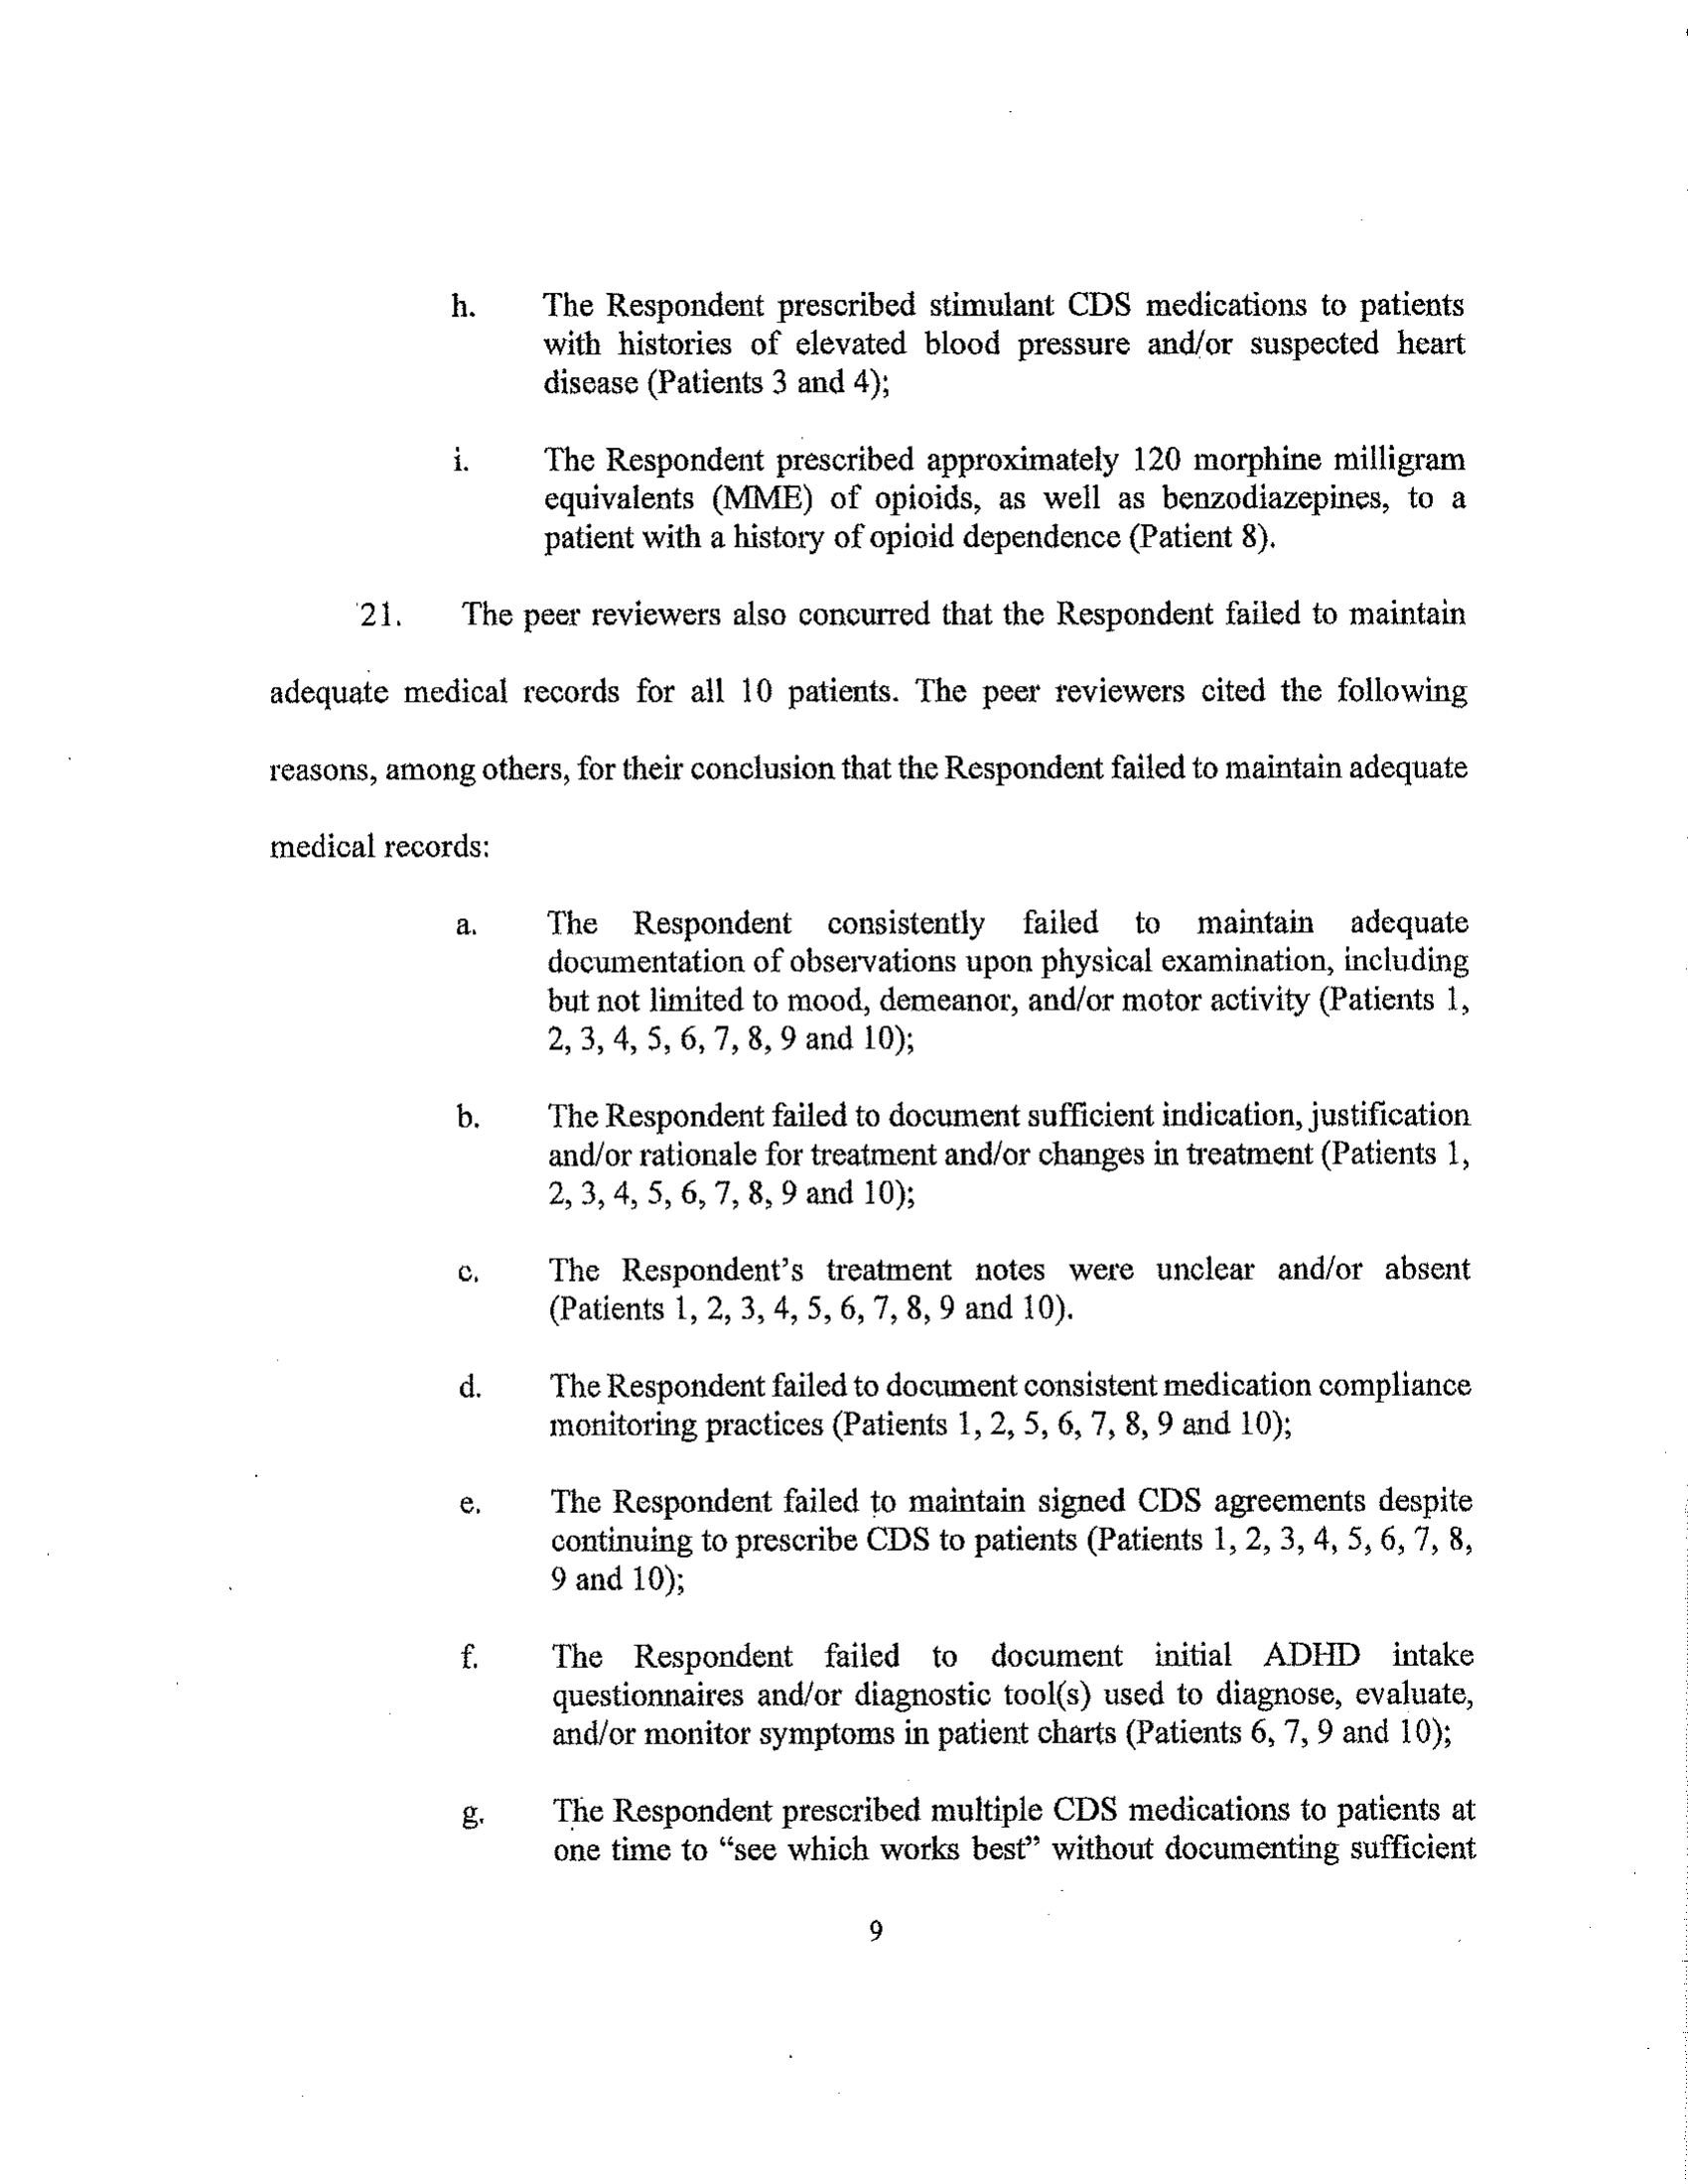 h. The Respondent prescribed stimulant CDS medications to patients
with histories of elevated blood pressure and/or suspected heart
disease (Patients 3 and 4);
i. The Respondent prescribed approximately 120 morphine milligram
equivalents (MME) of opioids, as well as benzodiazepines, to a
patient with a history of opioid dependence (Patient 8).
21. The peer reviewers also concurred that the Respondent failed to maintain
adequate medical records for all 10 patients. The peer reviewers cited the following
reasons, among others, for their conclusion that the Respondent failed to maintain adequate
medical records:
a. The Respondent consistently failed to maintain adequate
documentation of observations upon physical examination, including
but not limited to mood, demeanor, and/or motor activity (Patients 1,
2, 3, 4, 5, 6, 7, 8, 9 and 10);
b. The Respondent failed to document sufficient indication, justification
and/or rationale for treatment and/or changes in treatment (Patients 1,
2, 3, 4, 5, 6, 7, 8, 9 and 10);
c. The Respondent’s treatment notes were unclear and/or absent
(Patients 1, 2, 3, 4, 5, 6, 7, 8, 9 and 10).
d. The Respondent failed to document consistent medication compliance
monitoring practices (Patients 1, 2, 5, 6, 7, 8, 9 and 10);
e. The Respondent failed to maintain signed CDS agreements despite
continuing to prescribe CDS to patients (Patients 1, 2, 3, 4, 5, 6, 7, 8,
9 and 10);
f. The Respondent failed to document initial ADHD intake
questionnaires and/or diagnostic tool(s) used to diagnose, evaluate,
and/or monitor symptoms in patient charts (Patients 6, 7, 9 and 10);
g. The Respondent prescribed multiple CDS medications to patients at
one time to “see which works best” without documenting sufficient
9